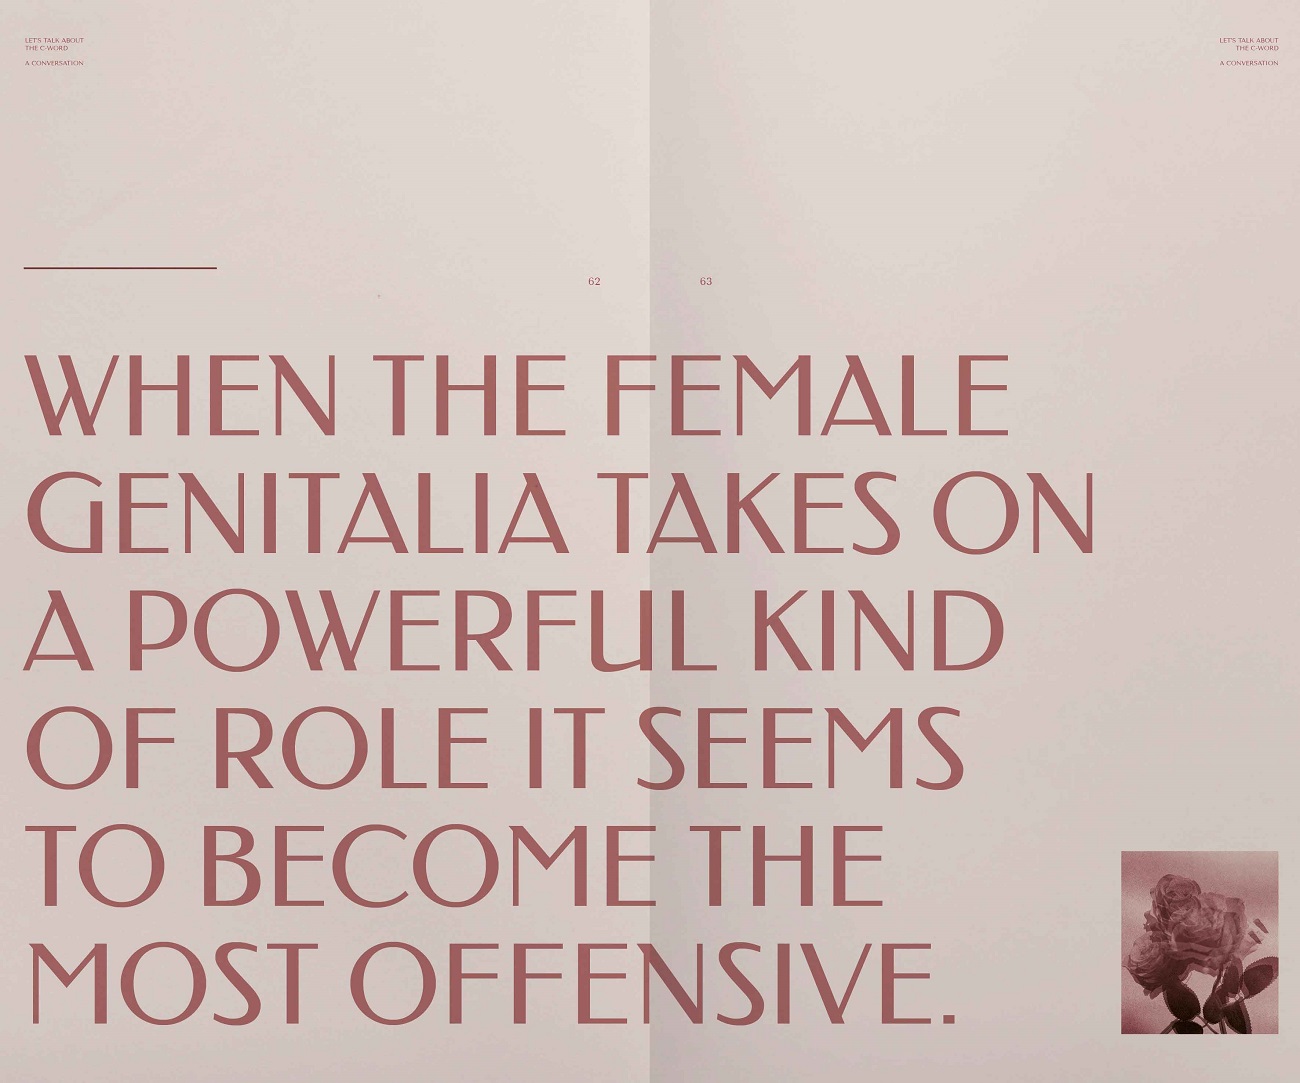 LET'S TALK ABOUT
THE C-WORD
A CONVERSATION
LET'S TALK ABOUT
THE C-WORD
A CONVERSATION
62
63
WHEN THE FEMALE
GENITALIA TAKES ON
A POWERFUL KIND
OF ROLE IT SEEMS
TO BECOME THE
MOST OFFENSIVE.